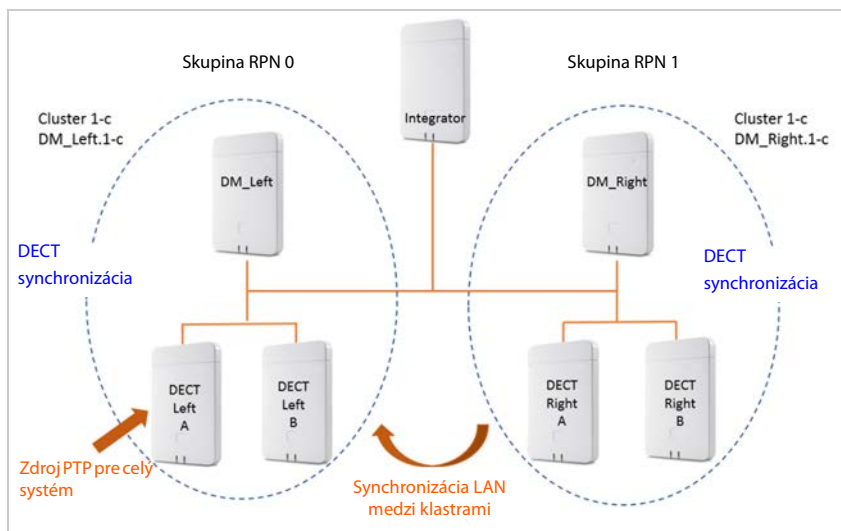 Skupina RPN 0
Skupina RPN 1
Integrator
Cluster 1-c
DM_Left.1-c
Cluster 1-c
DM_Right.1-c
DM_Left
DM_Right
DECT
synchronizácia
DECT
synchronizácia
DECT
Left
A
DECT
Left
B
DECT
Right
A
DECT
Right
B
Zdroj PTP pre celý
systém
Synchronizácia LAN
medzi klastrami